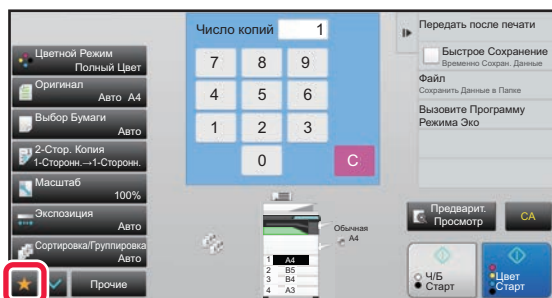 Число копий 1
7 8 9
4 5 6
1 2 3
0 C
Цветной Режим
Полный Цвет
Оригинал
Авто A4
Выбор Бумаги
Авто
2-Стор. Копия
1-Сторонн.→1-Сторонн.
Масштаб
100%
Экспозиция
Авто
Сортировка/Группировка
Авто
Прочие
Обычная
A4
1 A4
2 B5
3 B4
4 A3
Передать после печати
Быстрое Сохранение
Временно Сохран. Данные
Файл
Сохранить Данные в Папке
Вызовите Программу
Режима Эко
Предварит.
Просмотр
CA
Ч/Б
Старт
Цвет
Старт